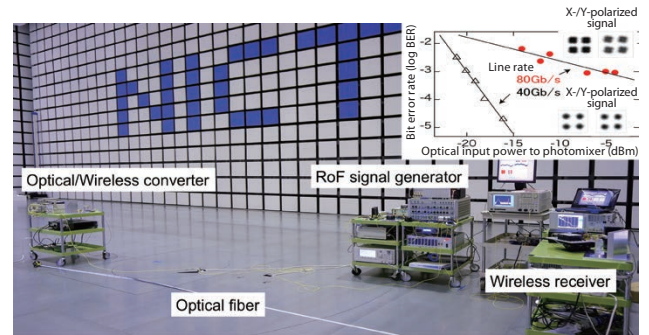 NICT
X-/Y-polarized
signal
Bit error rate (log BER)
-2
-3
-4
-5
Line rate
80Gb/s
40Gb/s
X-/Y-polarized
signal
-20
-15
-10
-5
Optical input power to photomixer (dBm)
Optical/Wireless converter
RoF signal generator
Wireless receiver
Optical fiber